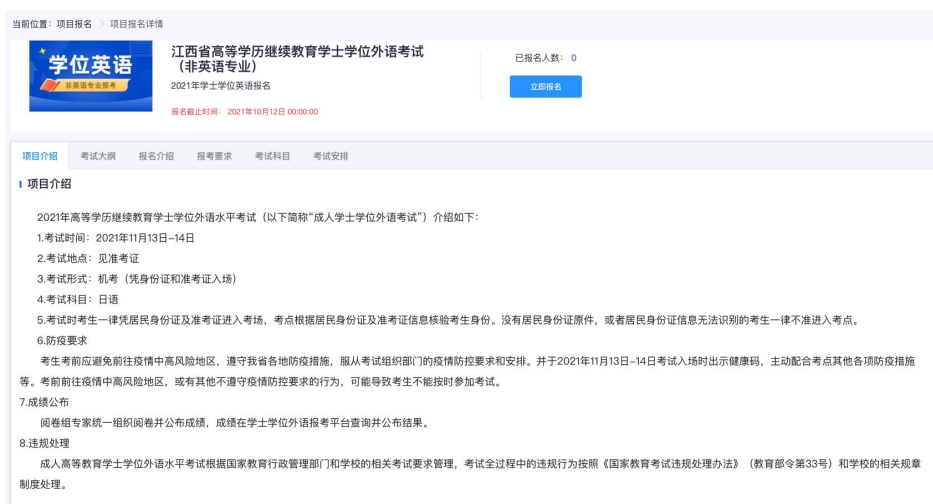 当前位置：项目报名 > 项目报名详情
学位英语
非英语专业报考
江西省高等学历继续教育学士学位外语考试
（非英语专业）
2021年学士学位英语报名
报名截止时间： 2021年10月12日 00:00:00
已报名人数： 0
立即报名
项目介绍 考试大纲 报名介绍 报考要求 考试科目 考试安排
项目介绍
2021年高等学历继续教育学士学位外语水平考试（以下简称“成人学士学位外语考试”）介绍如下：
1.考试时间：2021年11月13日–14日
2.考试地点：见准考证
3.考试形式：机考（凭身份证和准考证入场）
4.考试科目：日语
5.考试时考生一律凭居民身份证及准考证进入考场，考点根据居民身份证及准考证信息核验考生身份。没有居民身份证原件，或者居民身份证信息无法识别的考生一律不准进入考点。
6.防疫要求
考生考前应避免前往疫情中高风险地区，遵守我省各地防疫措施，服从考试组织部门的疫情防控要求和安排。并于2021年11月13日–14日考试入场时出示健康码，主动配合考点其他各项防疫措施
等。考前前往疫情中高风险地区，或有其他不遵守疫情防控要求的行为，可能导致考生不能按时参加考试。
7.成绩公布
阅卷组专家统一组织阅卷并公布成绩，成绩在学士学位外语报考平台查询并公布结果。
8.违规处理
成人高等教育学士学位外语水平考试根据国家教育行政管理部门和学校的相关考试要求管理，考试全过程中的违规行为按照《国家教育考试违规处理办法》（教育部令第33号）和学校的相关规章
制度处理。